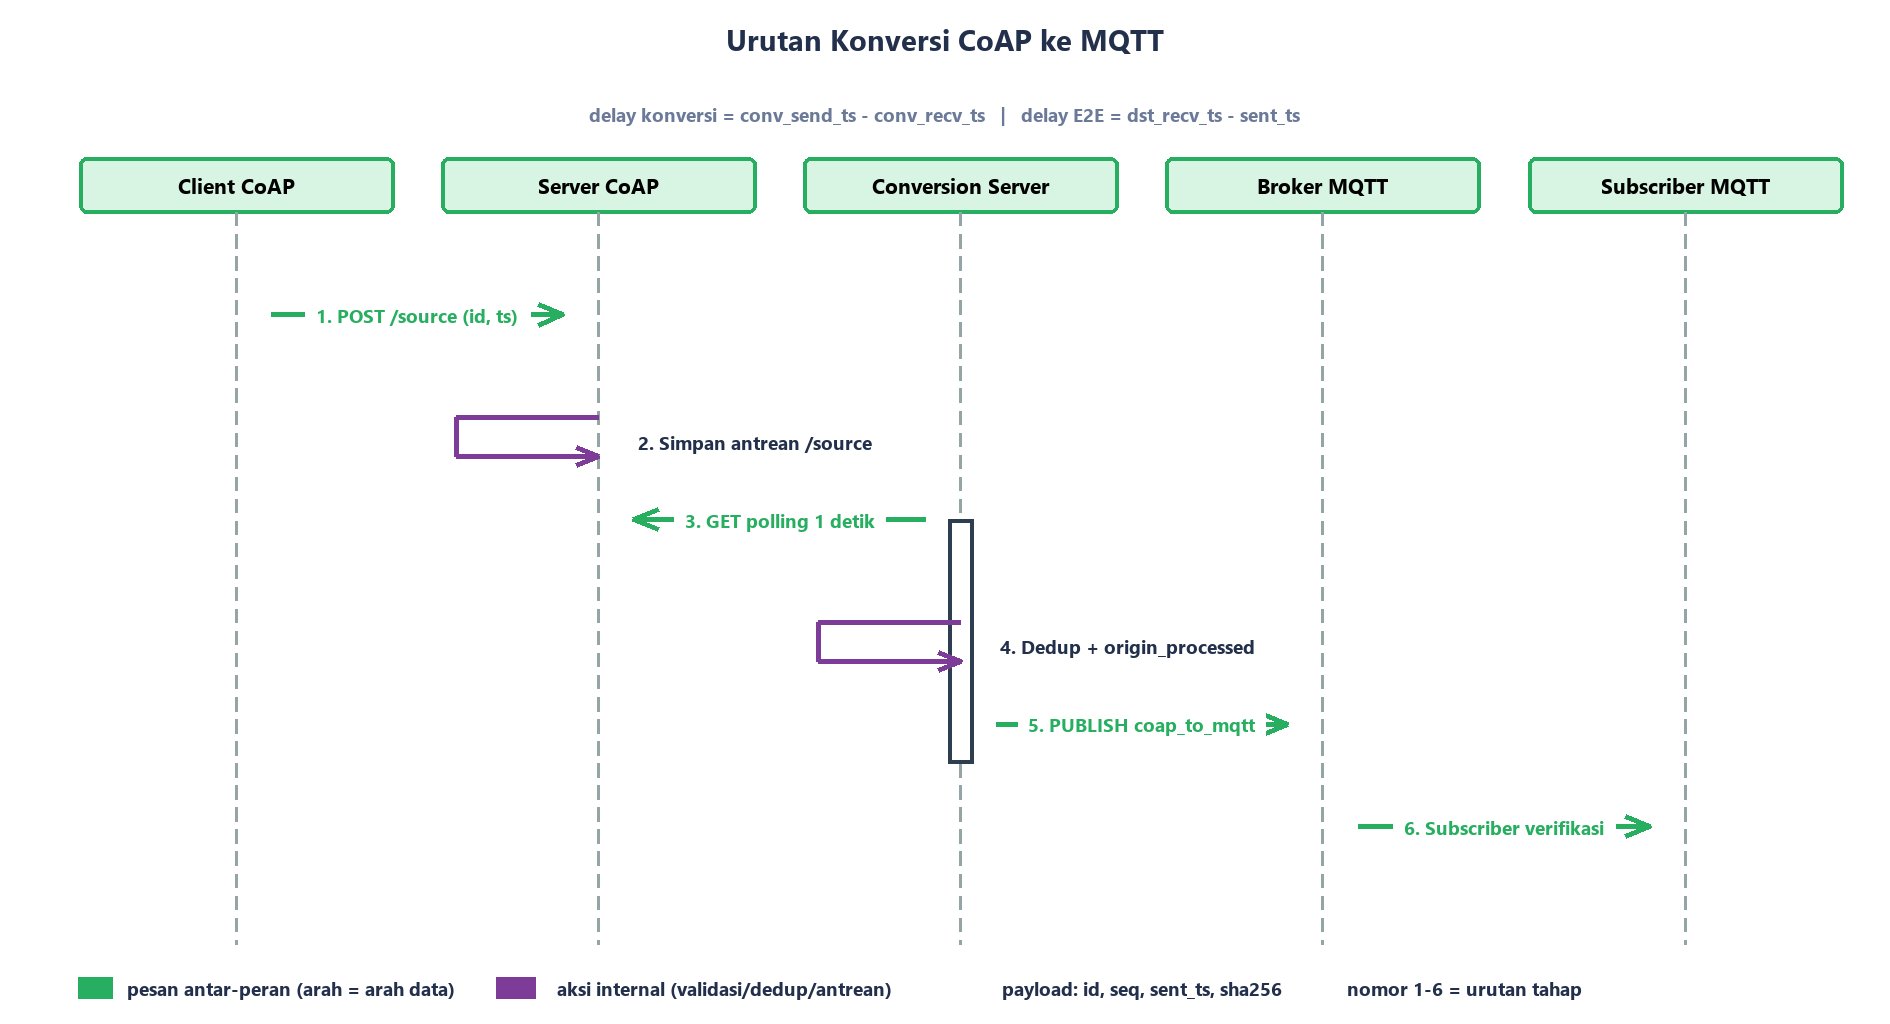 Urutan Konversi CoAP ke MQTT
delay konversi = conv_send_ts - conv_recv_ts | delay E2E = dst_recv_ts - sent_ts
Client CoAP
Server CoAP
Conversion Server
Broker MQTT
Subscriber MQTT
1. POST /source (id, ts)
2. Simpan antrean /source
3. GET polling 1 detik
4. Dedup + origin_processed
5. PUBLISH coap_to_mqtt
6. Subscriber verifikasi
pesan antar-peran (arah = arah data)
aksi internal (validasi/dedup/antrean)
payload: id, seq, sent_ts, sha256
nomor 1-6 = urutan tahap